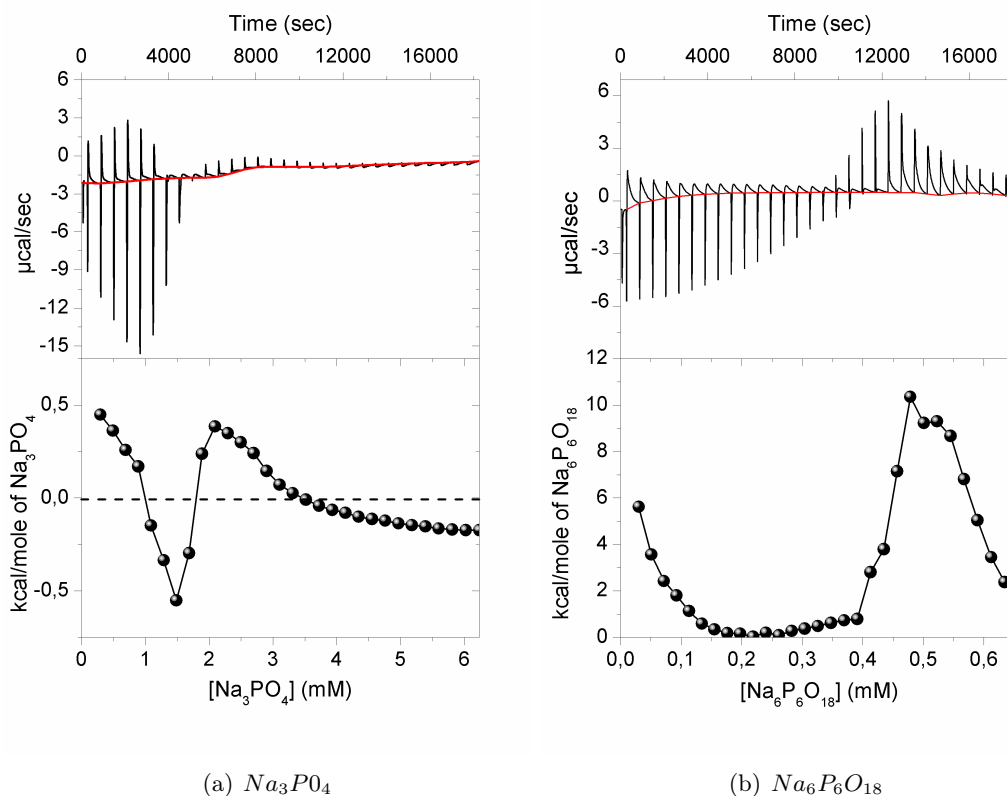 Time (sec)
0 4000 8000 12000 16000
6
3
0
-3
-6
-9
-12
-15
µcal/sec
0,5
0,0
-0,5
kcal/mole of Na₃PO₄
0 1 2 3 4 5 6
[Na₃PO₄] (mM)
(a) Na₃P0₄
Time (sec)
0 4000 8000 12000 16000
6
3
0
-3
-6
µcal/sec
12
10
8
6
4
2
0
kcal/mole of Na₆P₆O₁₈
0,0 0,1 0,2 0,3 0,4 0,5 0,6
[Na₆P₆O₁₈] (mM)
(b) Na₆P₆O₁₈